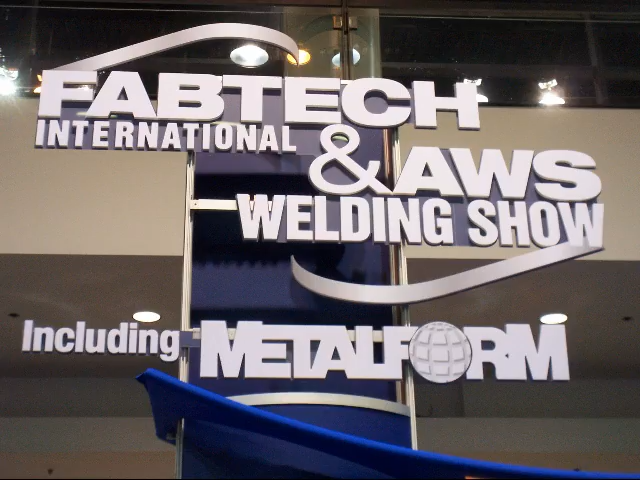 FABTECH
INTERNATIONAL
& AWS
WELDING SHOW
Including METALFORM